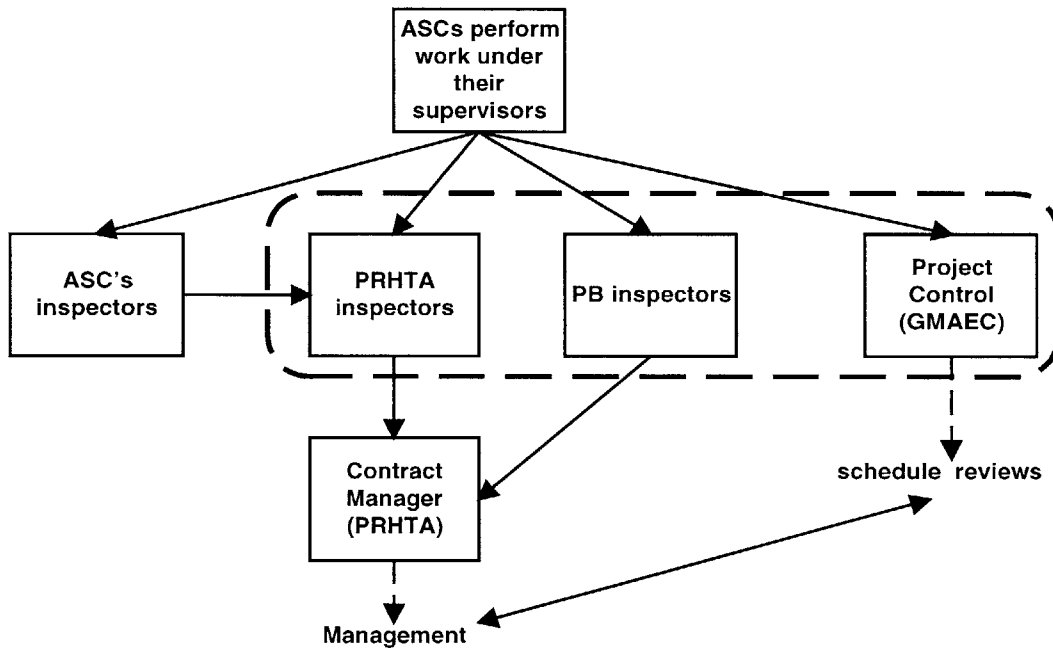 ASCs perform
work under
their
supervisors
ASC's
inspectors
PRHTA
inspectors
PB inspectors
Project
Control
(GMAEC)
Contract
Manager
(PRHTA)
schedule reviews
Management